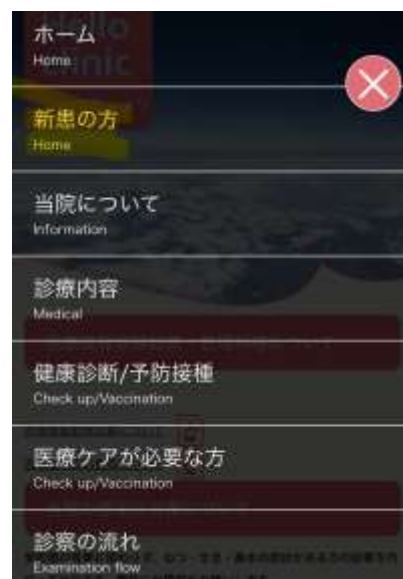 Hello
clinic
ホーム
Home
新患の方
Home
当院について
Information
診療内容
Medical
健康診断/予防接種
Check up/Vaccination
医療ケアが必要な方
Check up/Vaccination
診察の流れ
Examination flow